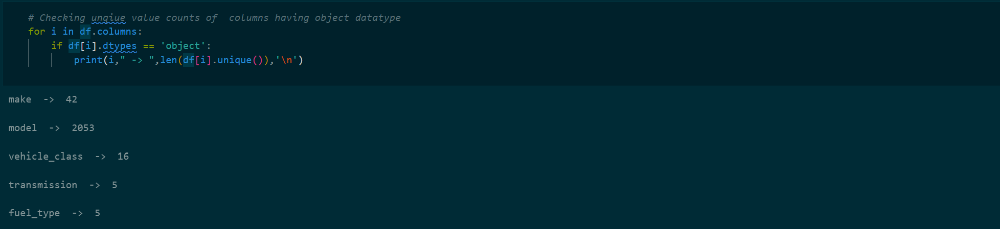 # Checking unqiue value counts of  columns having object datatype
for i in df.columns:
    if df[i].dtypes == 'object':
        print(i," -> ",len(df[i].unique()),'\n')
make  ->  42
model  ->  2053
vehicle_class  ->  16
transmission  ->  5
fuel_type  ->  5